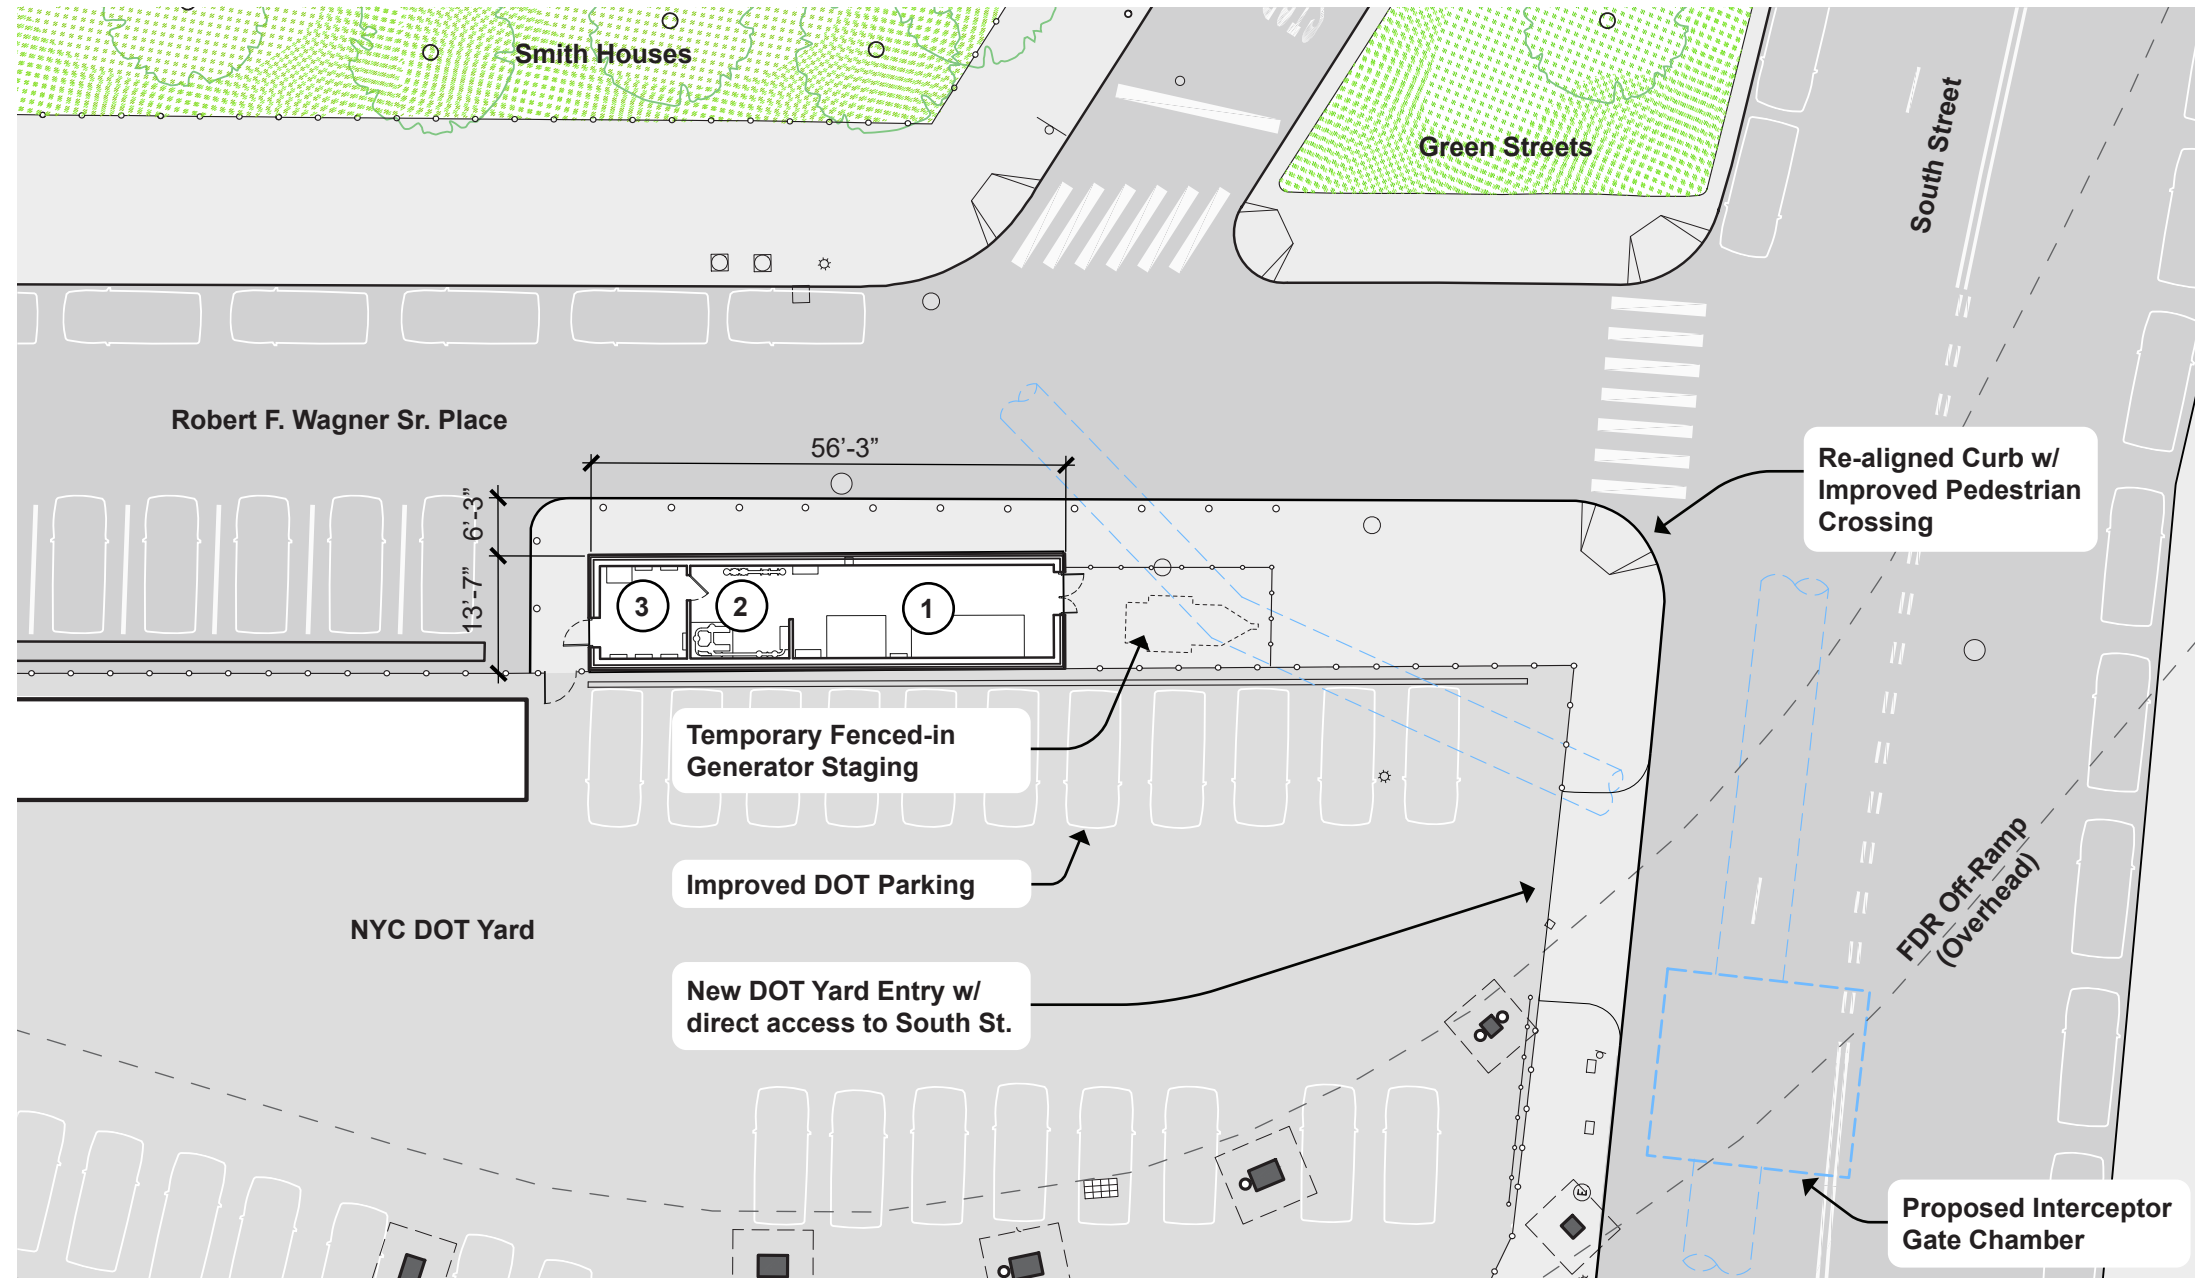 Smith Houses
Green Streets
South Street
Robert F. Wagner Sr. Place
56’-3”
6’-3”
13’-7”
3
2
1
Re-aligned Curb w/
Improved Pedestrian
Crossing
Temporary Fenced-in
Generator Staging
Improved DOT Parking
NYC DOT Yard
New DOT Yard Entry w/
direct access to South St.
FDR Off-Ramp
(Overhead)
E
Proposed Interceptor
Gate Chamber